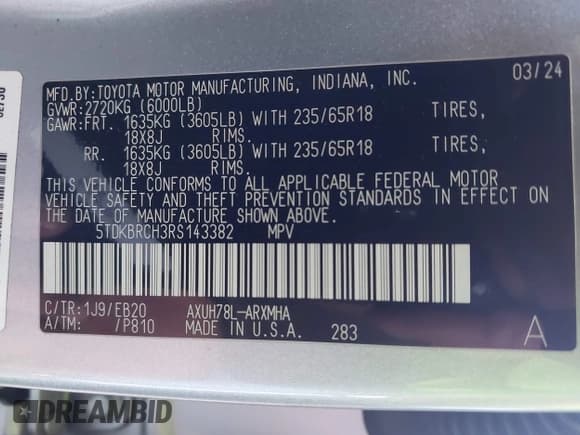 MFD.BY:TOYOTA MOTOR MANUFACTURING, INDIANA, INC. 03/24
GVWR:2720KG (6000LB)
GAWR:FRT. 1635KG (3605LB) WITH 235/65R18 TIRES,
18X8J RIMS.
RR. 1635KG (3605LB) WITH 235/65R18 TIRES,
18X8J RIMS.
THIS VEHICLE CONFORMS TO ALL APPLICABLE FEDERAL MOTOR
VEHICLE SAFETY AND THEFT PREVENTION STANDARDS IN EFFECT
ON THE DATE OF MANUFACTURE SHOWN ABOVE.
5TDKBRCH3RS143382 MPV
C/TR:1J9/EB20 AXUH78L-ARXMHA
A/TM: /P810 MADE IN U.S.A. 283 A
DREAMBID